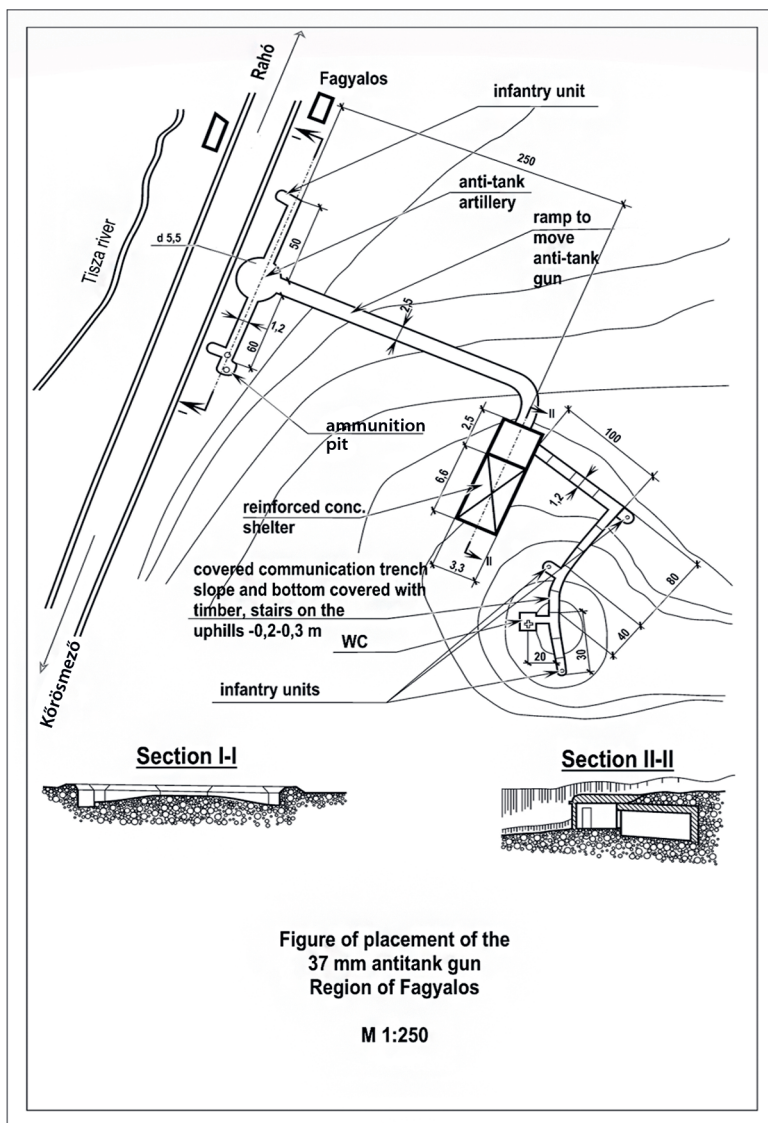 Rahó
Fagyalos
infantry unit
I
250
anti-tank
artillery
ramp to
move
anti-tank
gun
Tisza river
d 5,5
50
2,5
1,2
60
I
ammunition
pit
II
2,5
100
6,6
1,2
reinforced conc.
shelter
II
3,3
covered communication trench
slope and bottom covered with
timber, stairs on the
uphills -0,2-0,3 m
80
WC
40
30
20
infantry units
Kőrösmező
Section I-I
Section II-II
Figure of placement of the
37 mm antitank gun
Region of Fagyalos
M 1:250